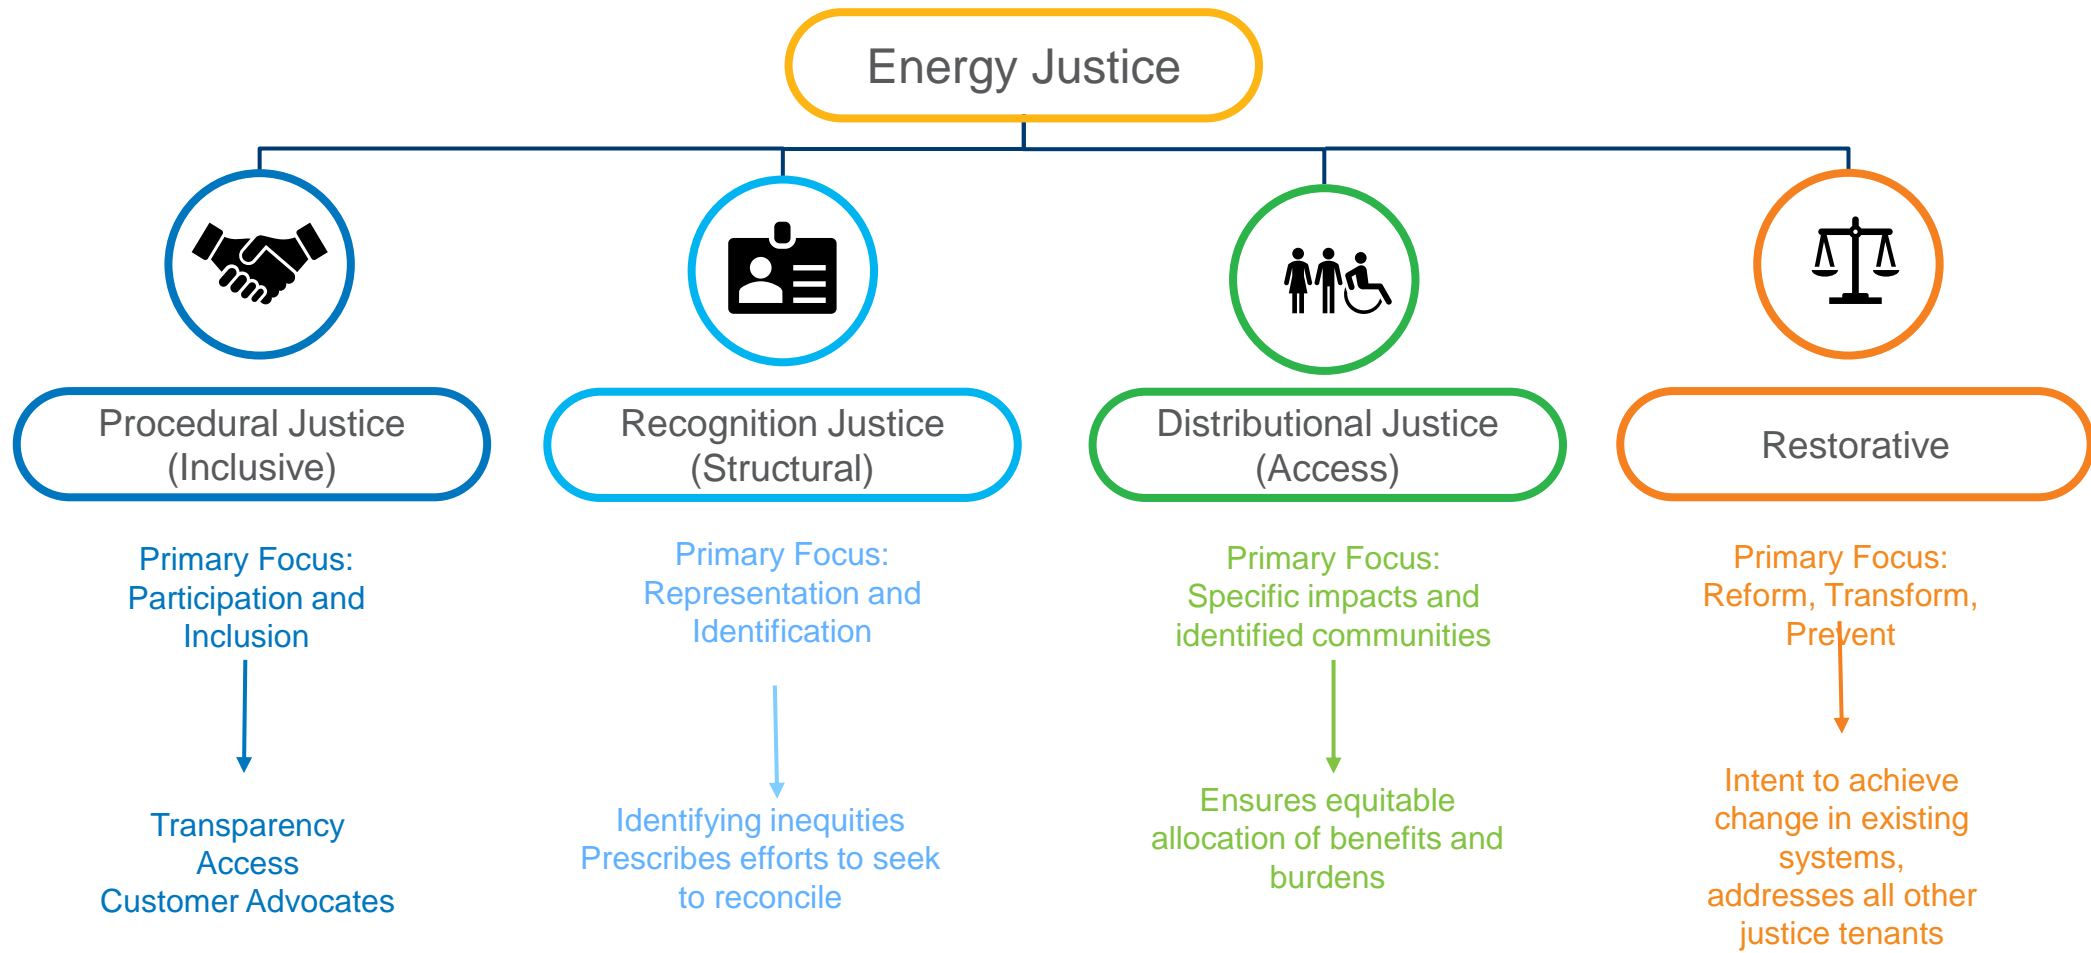 Energy Justice
Procedural Justice
(Inclusive)
Primary Focus:
Participation and
Inclusion
Transparency
Access
Customer Advocates
Recognition Justice
(Structural)
Primary Focus:
Representation and
Identification
Identifying inequities
Prescribes efforts to seek
to reconcile
Distributional Justice
(Access)
Primary Focus:
Specific impacts and
identified communities
Ensures equitable
allocation of benefits and
burdens
Restorative
Primary Focus:
Reform, Transform,
Prevent
Intent to achieve
change in existing
systems,
addresses all other
justice tenants